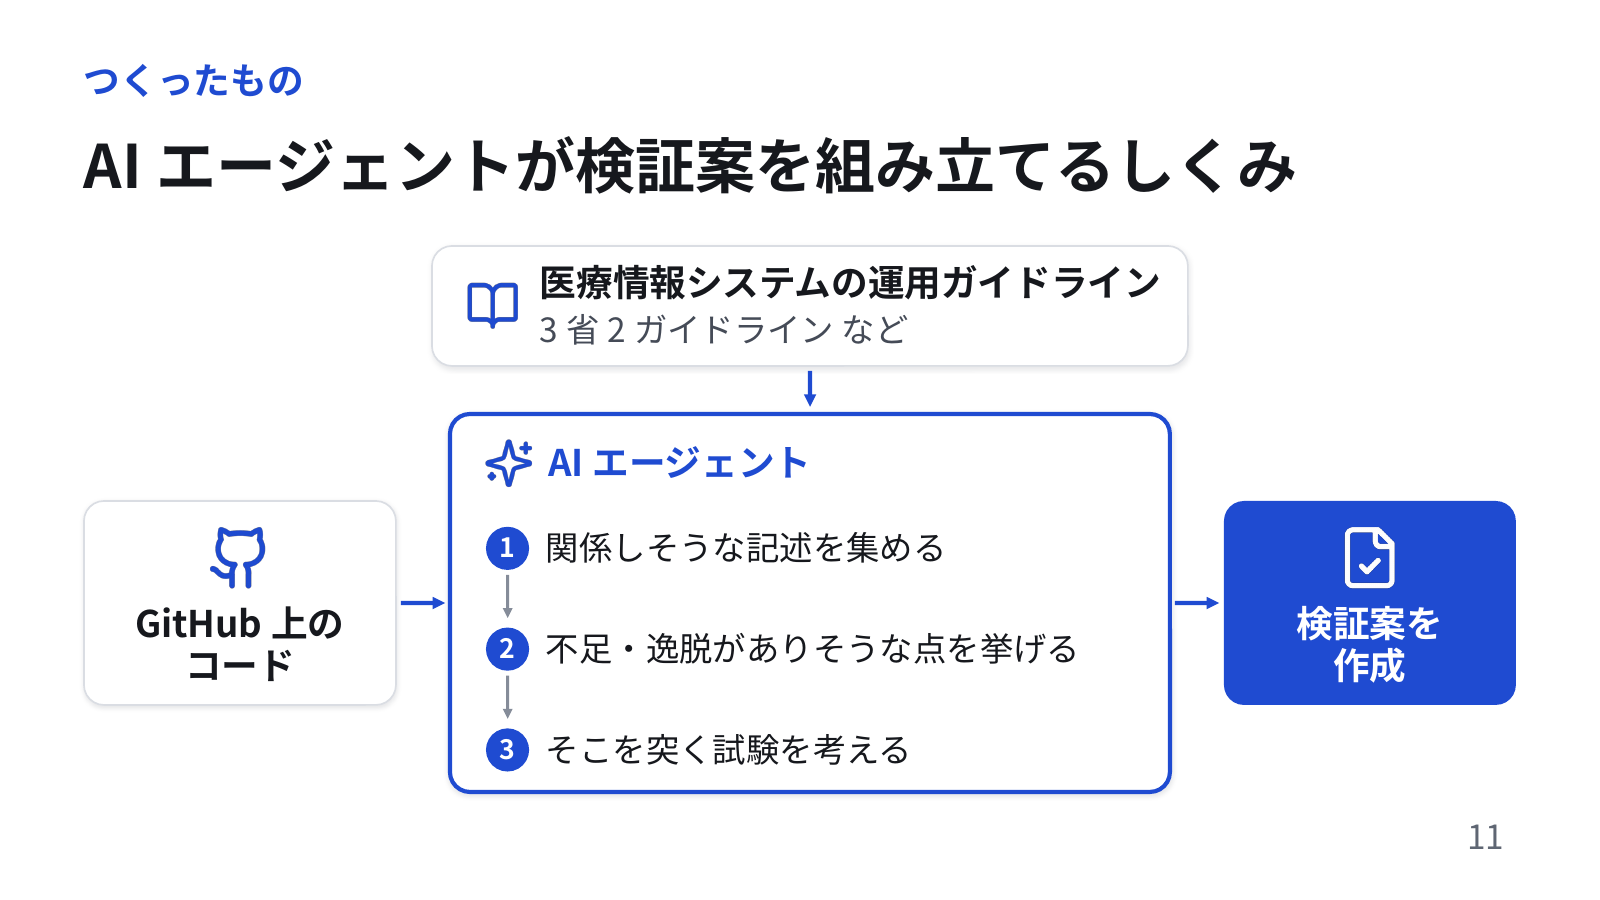 つくったもの
AI エージェントが検証案を組み立てるしくみ
医療情報システムの運用ガイドライン
3 省 2 ガイドライン など
AI エージェント
1 関係しそうな記述を集める
2 不足・逸脱がありそうな点を挙げる
3 そこを突く試験を考える
GitHub 上の
コード
検証案を
作成
11